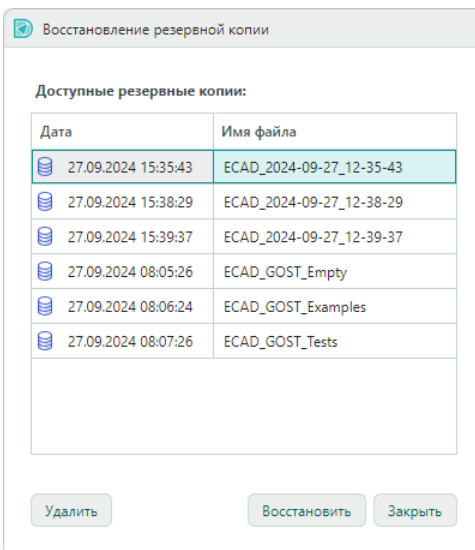 Восстановление резервной копии
Доступные резервные копии:
Дата Имя файла
27.09.2024 15:35:43 ECAD_2024-09-27_12-35-43
27.09.2024 15:38:29 ECAD_2024-09-27_12-38-29
27.09.2024 15:39:37 ECAD_2024-09-27_12-39-37
27.09.2024 08:05:26 ECAD_GOST_Empty
27.09.2024 08:06:24 ECAD_GOST_Examples
27.09.2024 08:07:26 ECAD_GOST_Tests
Удалить Восстановить Закрыть